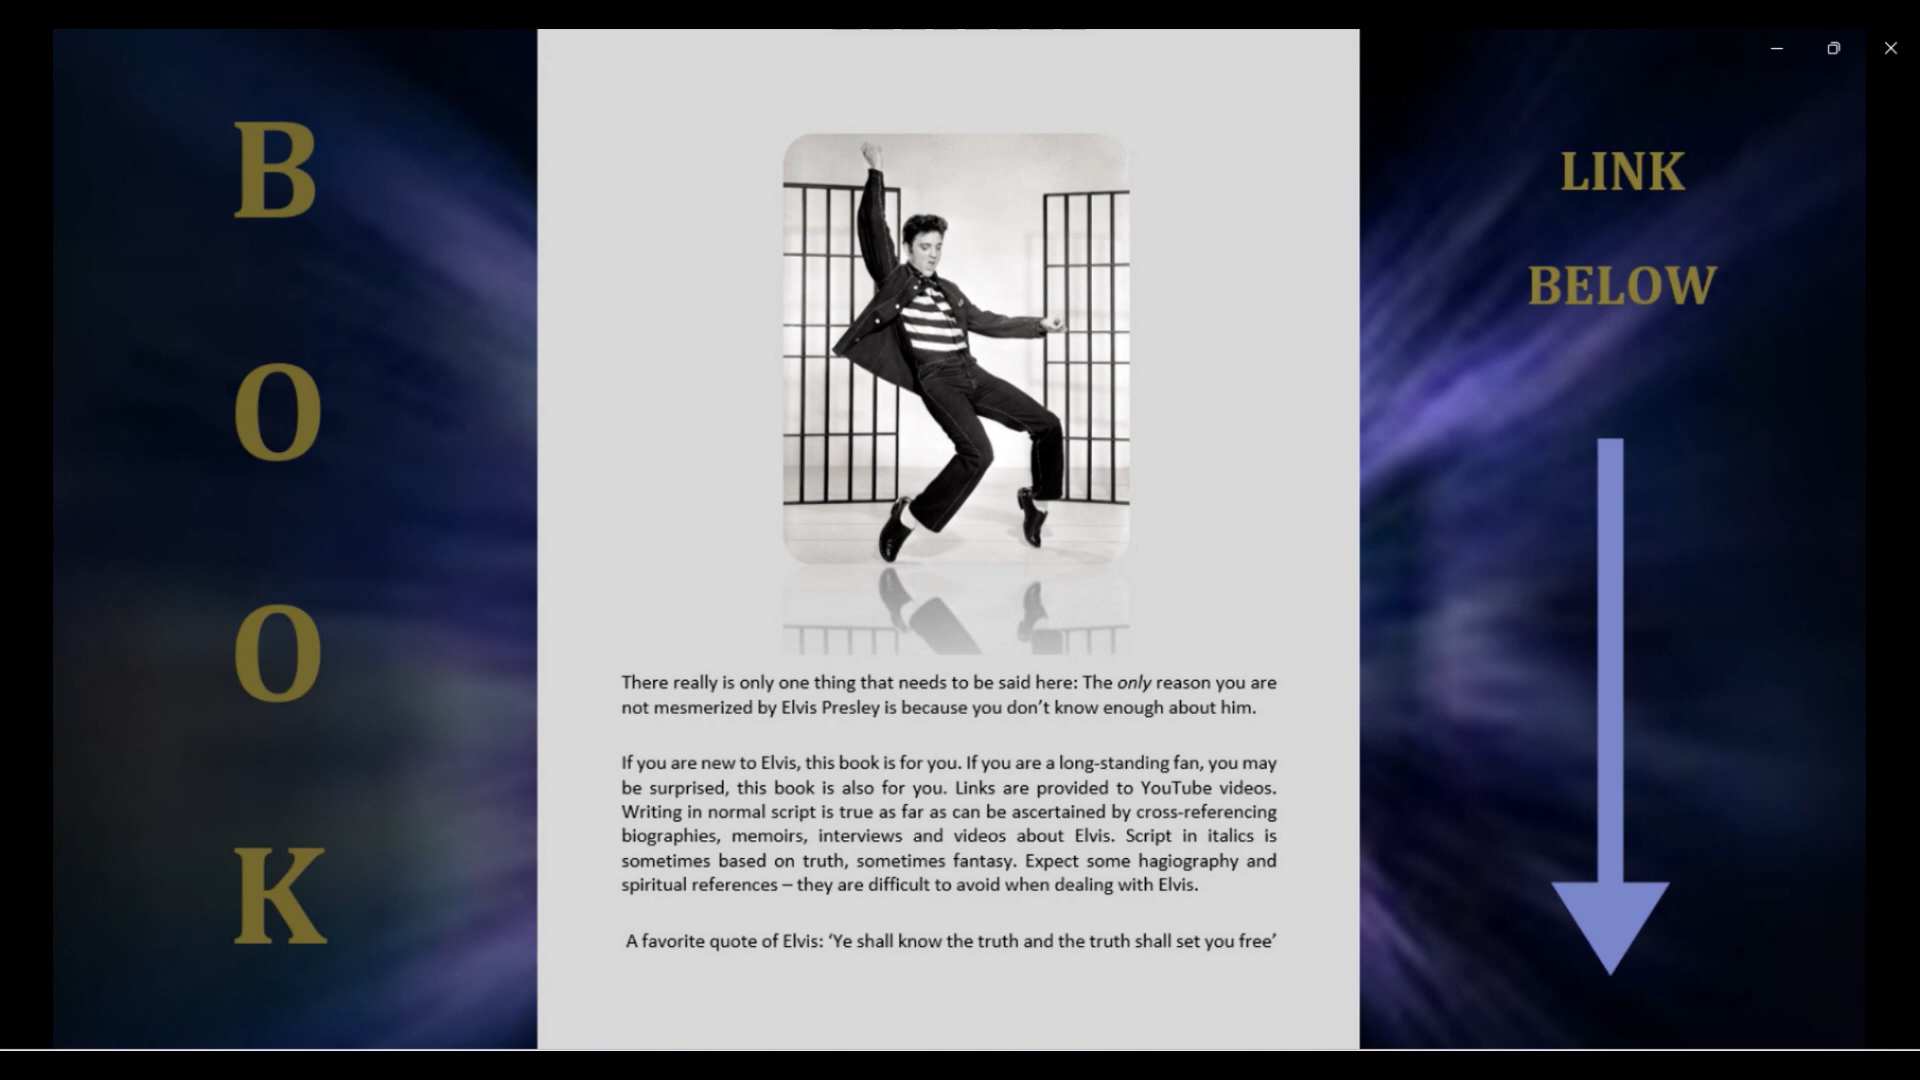 B
O
O
K
There really is only one thing that needs to be said here: The only reason you are
not mesmerized by Elvis Presley is because you don’t know enough about him.
If you are new to Elvis, this book is for you. If you are a long-standing fan, you may
be surprised, this book is also for you. Links are provided to YouTube videos.
Writing in normal script is true as far as can be ascertained by cross-referencing
biographies, memoirs, interviews and videos about Elvis. Script in italics is
sometimes based on truth, sometimes fantasy. Expect some hagiography and
spiritual references – they are difficult to avoid when dealing with Elvis.
A favorite quote of Elvis: ‘Ye shall know the truth and the truth shall set you free’
LINK
BELOW